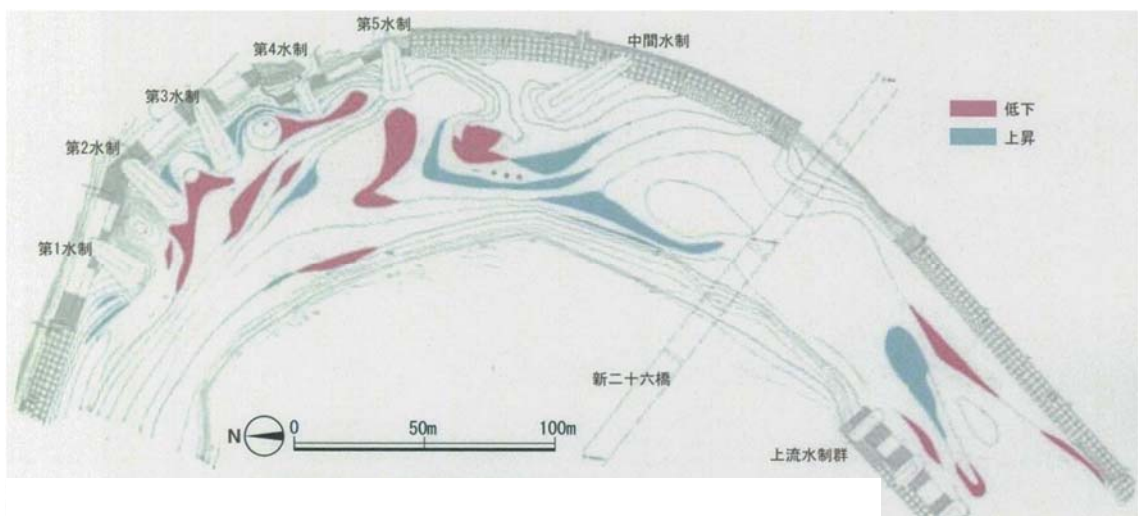 第5水制
中間水制
第4水制
第3水制
低下
上昇
第2水制
第1水制
新二十六橋
N
0
50m
100m
上流水制群